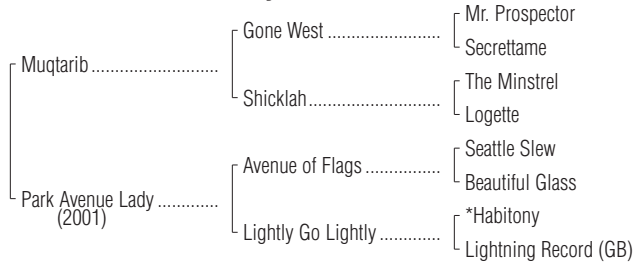 Mr. Prospector
Gone West ....................
Secrettame
Muqtarib .......................
The Minstrel
Shicklah .......................
Logette
Seattle Slew
Avenue of Flags .............
Beautiful Glass
Park Avenue Lady ............
(2001)
*Habitony
Lightly Go Lightly ..........
Lightning Record (GB)